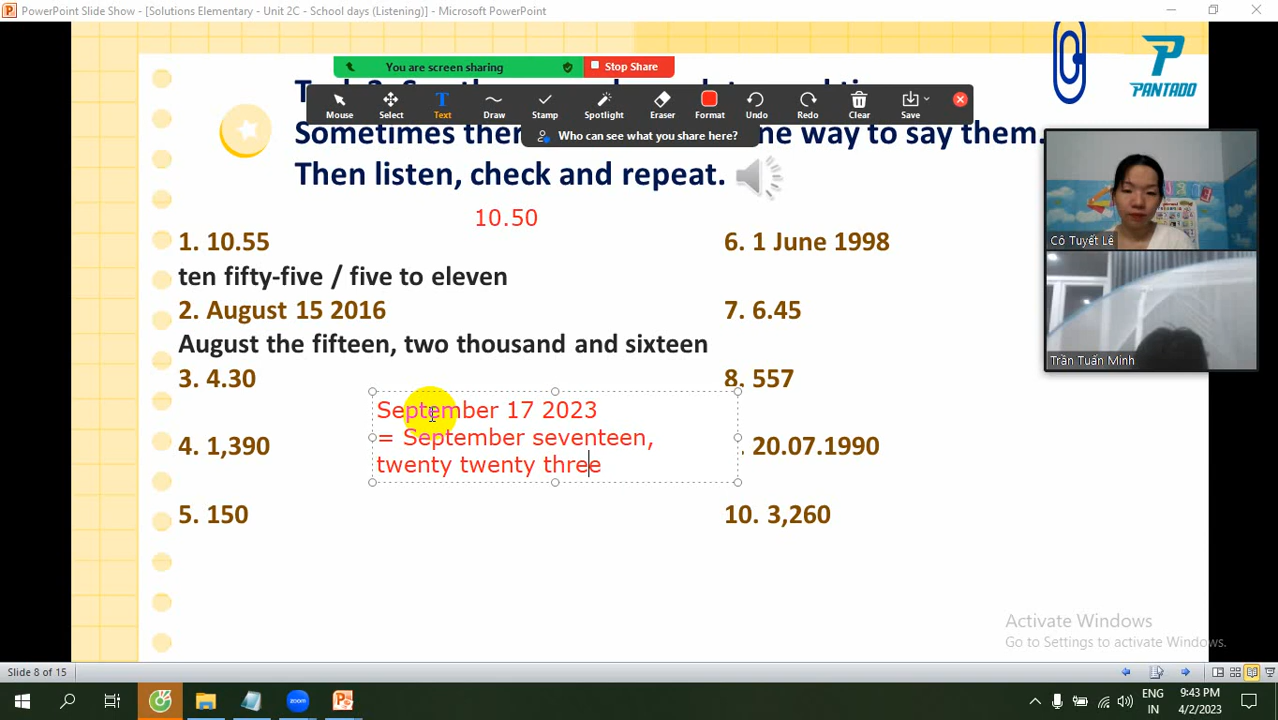 PowerPoint Slide Show - [Solutions Elementary - Unit 2C - School days (Listening)] - Microsoft PowerPoint
You are screen sharing
Stop Share
Mouse Select Text Draw Stamp Spotlight Eraser Format Undo Redo Clear Save
Who can see what you share here?
PANTADO
Sometimes ne way to say them.
Then listen, check and repeat.
10.50
1. 10.55
ten fifty-five / five to eleven
2. August 15 2016
August the fifteen, two thousand and sixteen
3. 4.30
4. 1,390
5. 150
September 17 2023
= September seventeen,
twenty twenty three
6. 1 June 1998
7. 6.45
8. 557
. 20.07.1990
10. 3,260
Cô Tuyết Lê
Trần Tuấn Minh
Activate Windows
Go to Settings to activate Windows.
Slide 8 of 15
zoom
ENG
IN
9:43 PM
4/2/2023